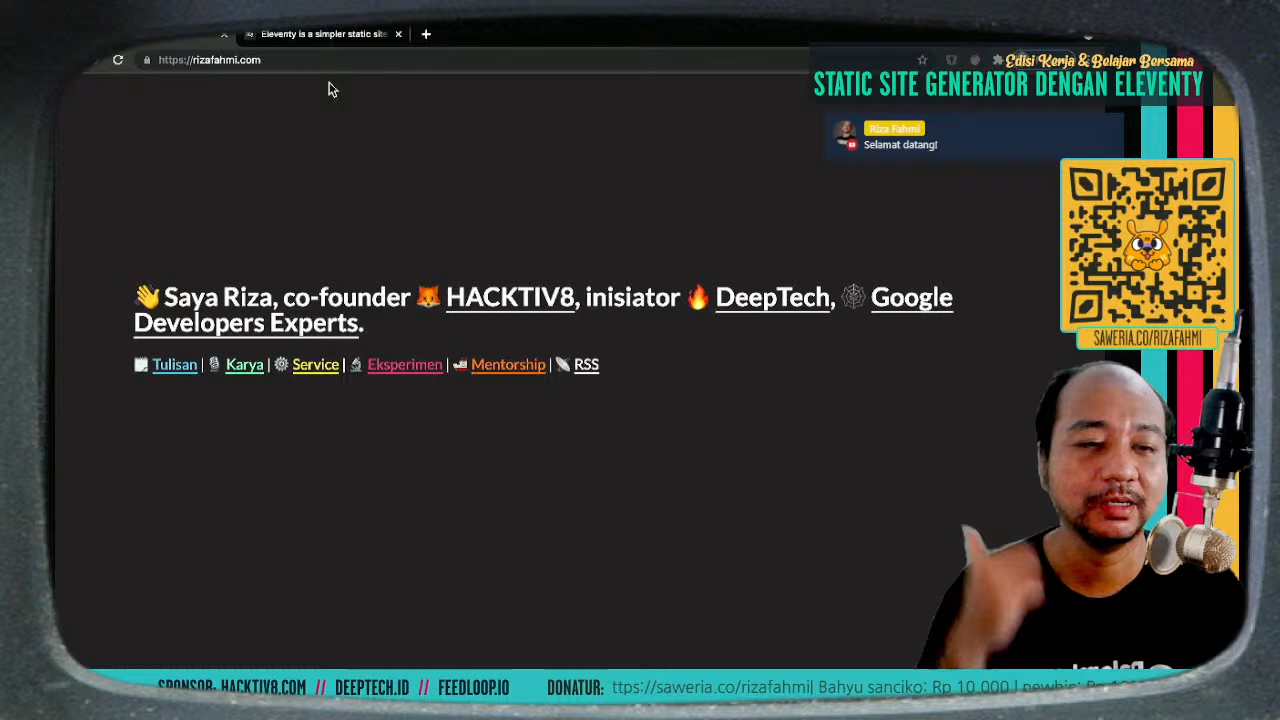 Eleventy is a simpler static site
https://rizafahmi.com
Edisi Kerja & Belajar Bersama
STATIC SITE GENERATOR DENGAN ELEVENTY
Riza Fahmi
Selamat datang!
SAWERIA.CO/RIZAFAHMI
👋 Saya Riza, co-founder 🦊 HACKTIV8, inisiator 🔥 DeepTech, 🕸 Google
Developers Experts.
Tulisan | Karya | Service | Eksperimen | Mentorship | RSS
SPONSOR: HACKTIV8.COM // DEEPTECH.ID // FEEDLOOP.IO DONATUR: ttps://saweria.co/rizafahmi| Bahyu sanciko: Rp 10.000 | newbie: Rp